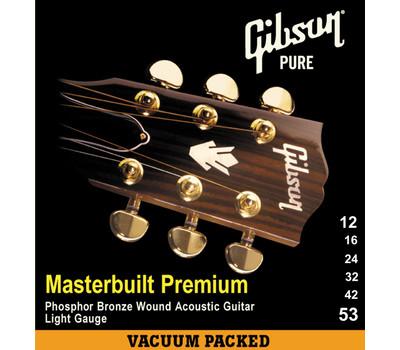 Gibson
PURE
Gibson
12
16
24
32
42
53
Masterbuilt Premium
Phosphor Bronze Wound Acoustic Guitar
Light Gauge
VACUUM PACKED